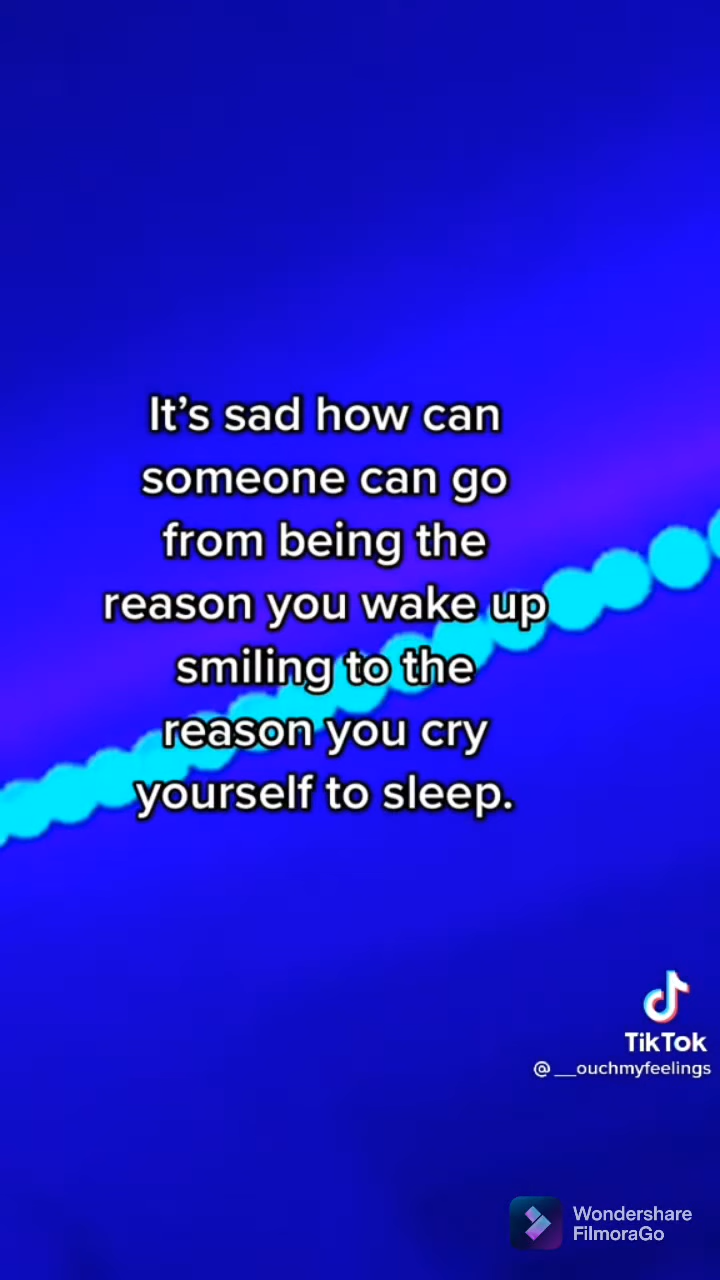 It's sad how can
someone can go
from being the
reason you wake up
smiling to the
reason you cry
yourself to sleep.
TikTok
@__ouchmyfeelings
Wondershare
FilmoraGo